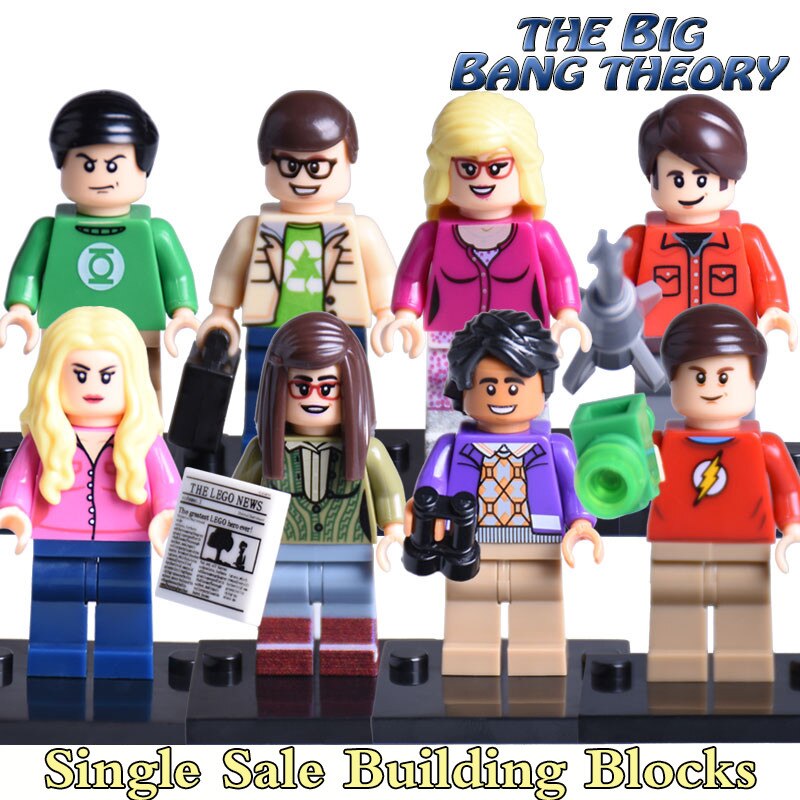 THE BIG
BANG THEORY
THE LEGO NEWS
The greatest LEGO hero ever!
Single Sale Building Blocks